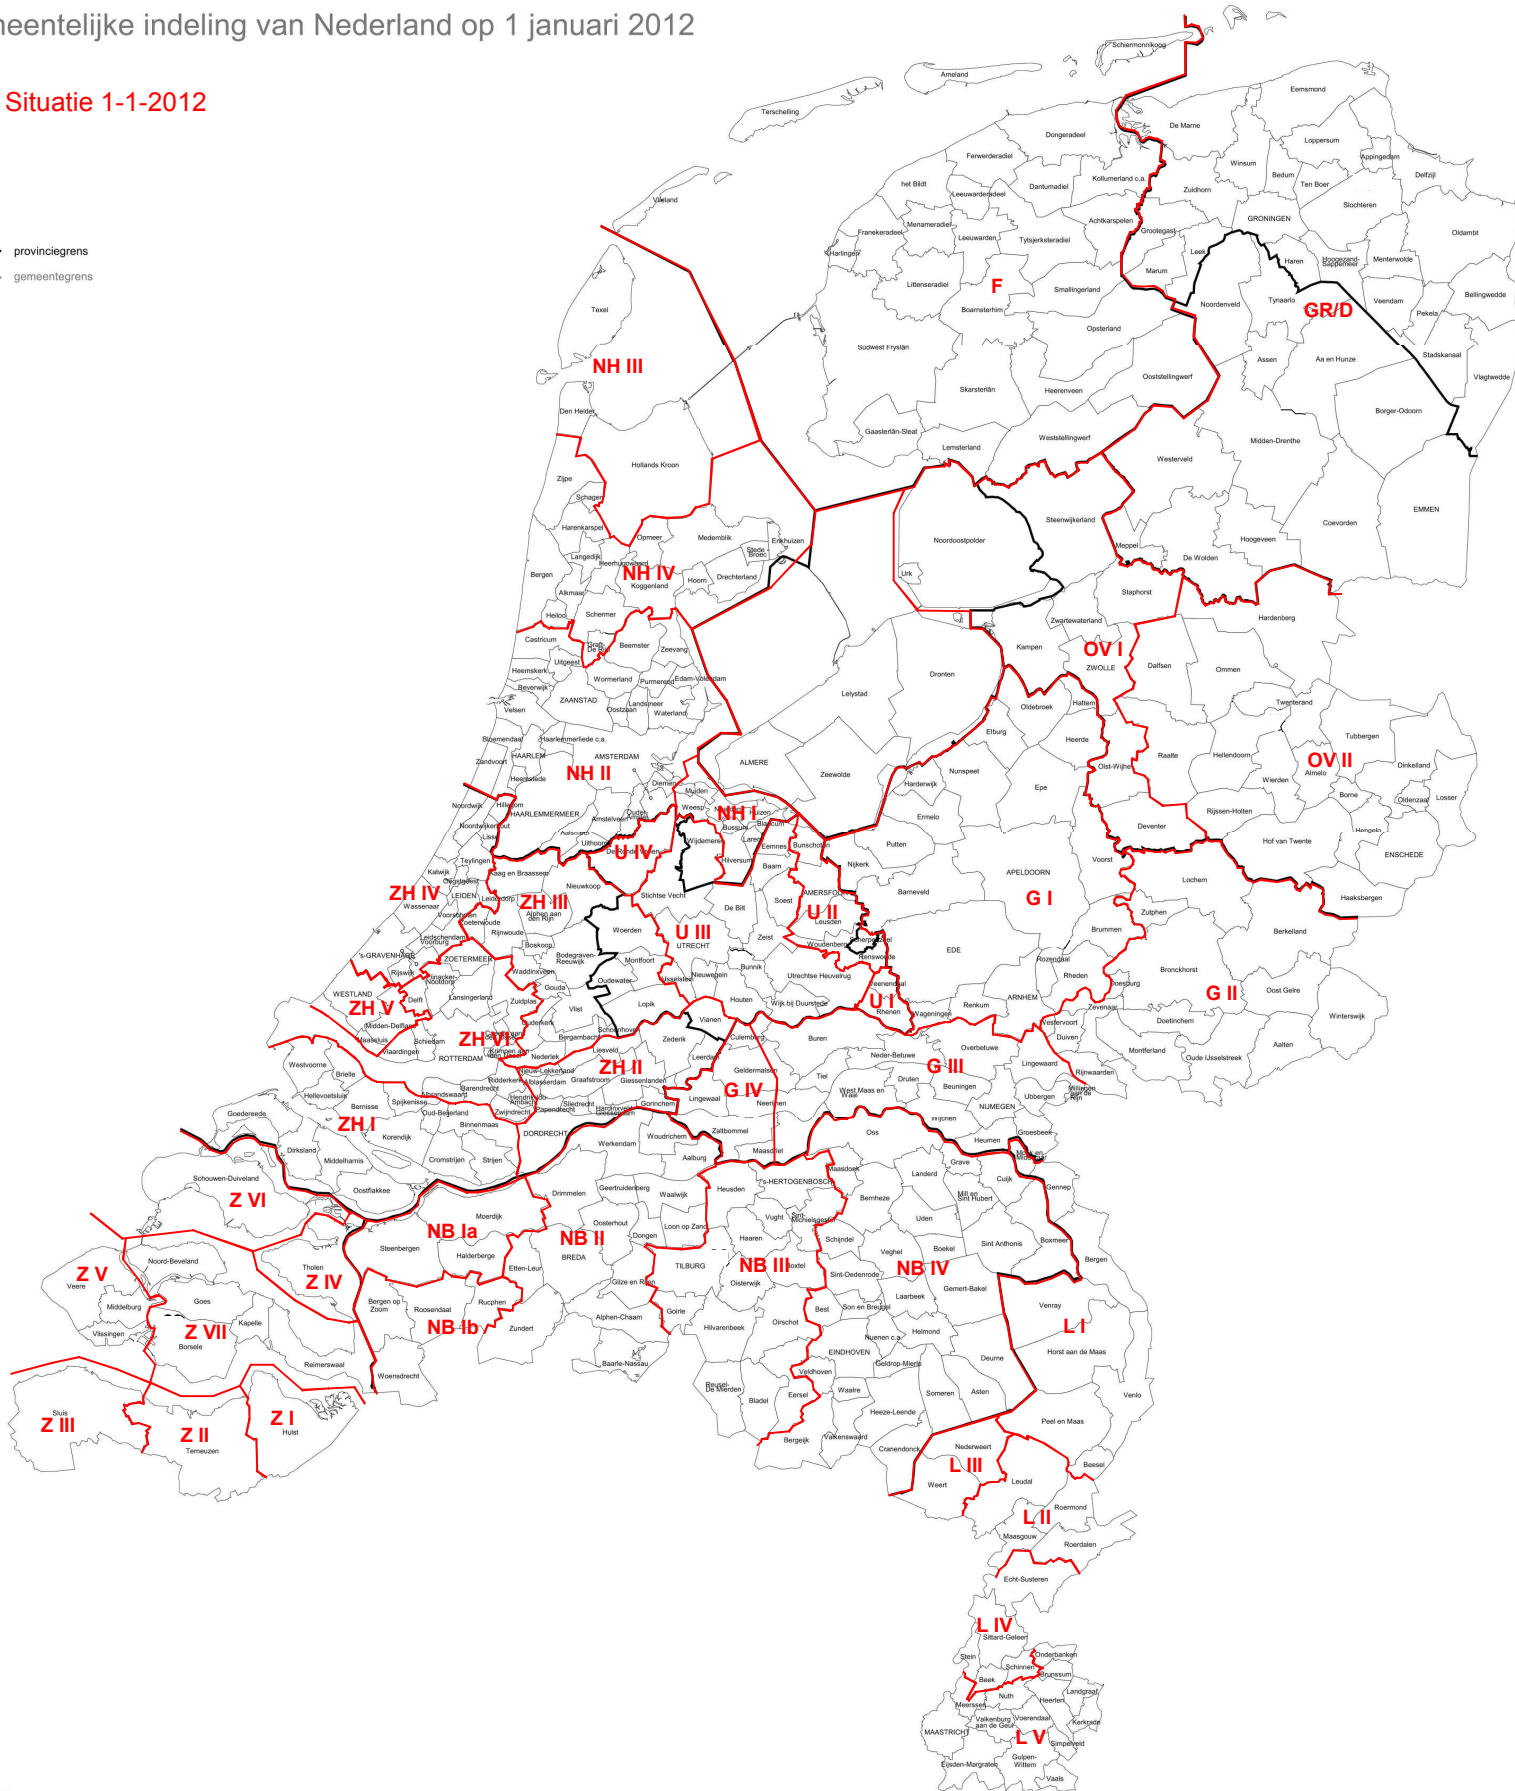 neentelijke indeling van Nederland op 1 januari 2012
Situatie 1-1-2012
provinciegrens
gemeentegrens
Schiermonnikoog
Ameland
Terschelling
Vlieland
Eemsmond
De Marne
Dongeradeel
Loppersum
Ferwerderadiel
Winsum
Appingedam
Bedum
Delfzijl
Kollumerland c.a.
het Bildt
Leeuwarderadeel
Dantumadiel
Zuidhorn
Ten Boer
Slochteren
Menameradiel
Achtkarspelen
GRONINGEN
Franekeradeel
Grootegast
Oldambt
Leeuwarden
Tytsjerksteradiel
Harlingen
Leek
Haren
Hoogezand-
Sappemeer
Menterwolde
Marum
Littenseradiel
F
Smallingerland
Noordenveld
Tynaarlo
Veendam
Bellingwedde
Boarnsterhim
GR/D
Pekela
Texel
Opsterland
Súdwest Fryslân
Assen
Aa en Hunze
Stadskanaal
NH III
Vlagtwedde
Ooststellingwerf
Skarsterlân
Heerenveen
Den Helder
Borger-Odoorn
Gaasterlân-Sleat
Weststellingwerf
Midden-Drenthe
Lemsterland
Westerveld
Hollands Kroon
Zijpe
Schagen
EMMEN
Steenwijkerland
Coevorden
Harenkarspel
Opmeer
Medemblik
Enkhuizen
Noordoostpolder
Hoogeveen
Meppel
Stede
Broec
Langedijk
De Wolden
Heerhugowaard
NH IV
Urk
Bergen
Koggenland
Hoorn
Drechterland
Staphorst
Alkmaar
Heiloo
Schermer
Zwartewaterland
Hardenberg
Castricum
Graft-
De Rijp
Beemster
Zeevang
Kampen
OV I
ZWOLLE
Dalfsen
Ommen
Uitgeest
Heemskerk
Wormerland
Purmerend
Edam-Volendam
Dronten
Beverwijk
Lelystad
ZAANSTAD
Landsmeer
Oostzaan
Waterland
Oldebroek
Hattem
Twenterand
Velsen
Elburg
Heerde
Tubbergen
Bloemendaal
Haarlemmerliede c.a.
Raalte
Hellendoorn
OV II
HAARLEM
AMSTERDAM
ALMERE
Zeewolde
Nunspeet
Olst-Wijhe
Dinkelland
Zandvoort
Almelo
Wierden
NH II
Heemstede
Diemen
Harderwijk
Epe
Borne
Oldenzaal
Losser
Muiden
Noordwijk
Hillegom
HAARLEMMERMEER
Weesp
NH I
Huizen
Ermelo
Rijssen-Holten
Amstelveen
Deventer
Hengelo
Noordwijkerhout
Bussum
Blaricum
Lisse
Uithoorn
Wijdemeren
Laren
Eemnes
Bunschoten
Putten
Hof van Twente
ENSCHEDE
De Ronde Venen
U IV
Hilversum
Nijkerk
Voorst
Teylingen
Baarn
Katwijk
Kaag en Braassem
Lochem
Oegstgeest
APELDOORN
Nieuwkoop
Barneveld
ZH IV
LEIDEN
Leiderdorp
ZH III
Stichtse Vecht
Soest
AMERSFOORT
G I
Haaksbergen
Wassenaar
Alphen aan
den Rijn
De Bilt
U II
Leusden
Zutphen
Voorschoten
Zoeterwoude
Rijnwoude
U III
Woerden
Berkelland
Leidschendam
Voorburg
Boskoop
UTRECHT
Zeist
Woudenberg
Scherpenzeel
EDE
Brummen
's-GRAVENHAGE
ZOETERMEER
Bodegraven-
Reeuwijk
Montfoort
Renswoude
Rozendaal
Bronckhorst
Rijswijk
Pijnacker-
Nootdorp
Waddinxveen
Oudewater
IJsselstein
Nieuwegein
Bunnik
Utrechtse Heuvelrug
Rheden
Gouda
Veenendaal
Doesburg
G II
Oost Gelre
WESTLAND
Delft
Lansingerland
Zuidplas
Vlist
Lopik
Houten
Wijk bij Duurstede
U I
Rhenen
Wageningen
Renkum
ARNHEM
ZH V
Zevenaar
Winterswijk
Midden-Delfland
Ouderkerk
Schoonhoven
Vianen
Westervoort
Doetinchem
Maassluis
Schiedam
ZH VI
Bergambacht
Culemborg
Buren
Overbetuwe
Duiven
Aalten
Vlaardingen
ROTTERDAM
Krimpen aan
den IJssel
Nederlek
Liesveld
Zederik
Leerdam
Neder-Betuwe
Lingewaard
Montferland
Oude IJsselstreek
Westvoorne
Nieuw-Lekkerland
ZH II
Geldermalsen
G III
Rijnwaarden
Brielle
Ridderkerk
Alblasserdam
Graafstroom
Giessenlanden
G IV
Tiel
Druten
Beuningen
Barendrecht
West Maas en
Waal
Millingen
aan de
Rijn
Hellevoetsluis
Albrandswaard
Ubbergen
Sliedrecht
Gorinchem
Lingewaal
Neerijnen
Bernisse
Spijkenisse
Zwijndrecht
Papendrecht
Hardinxveld-
Giessendam
NIJMEGEN
Goedereede
Oud-Beijerland
Wijchen
ZH I
Binnenmaas
Korendijk
DORDRECHT
Woudrichem
Zaltbommel
Oss
Groesbeek
Heumen
Dirksland
Werkendam
Maasdriel
Middelharnis
Cromstrijen
Strijen
Aalburg
Mook en
Middelaar
Schouwen-Duiveland
Oostflakkee
Maasdonk
Grave
Cuijk
Gennep
Z VI
Drimmelen
Geertruidenberg
Waalwijk
Heusden
's-HERTOGENBOSCH
Landerd
Bernheze
Mill en
Sint Hubert
Moerdijk
NB Ia
Oosterhout
Loon op Zand
Vught
Sint-
Michielsgestel
Uden
Steenbergen
Dongen
NB II
Halderberge
BREDA
Haaren
Schijndel
Boekel
Sint Anthonis
Boxmeer
Veghel
Noord-Beveland
Tholen
Etten-Leur
TILBURG
NB III
Boxtel
NB IV
Bergen
Z V
Z IV
Veere
Sint-Oedenrode
Goes
Gilze en Rijen
Oisterwijk
Gemert-Bakel
Laarbeek
Middelburg
Bergen op
Zoom
Roosendaal
Rucphen
Venray
Kapelle
Son en Breugel
Goirle
Best
Alphen-Chaam
Oirschot
Vlissingen
Z VII
NB Ib
Zundert
Hilvarenbeek
Nuenen c.a.
Helmond
L I
Borsele
EINDHOVEN
Horst aan de Maas
Reimerswaal
Baarle-Nassau
Geldrop-Mierlo
Deurne
Woensdrecht
Veldhoven
Reusel-
De Mierden
Eersel
Waalre
Someren
Asten
Venlo
Bladel
Sluis
Z III
Z I
Hulst
Heeze-Leende
Peel en Maas
Z II
Terneuzen
Bergeijk
Valkenswaard
Cranendonck
Nederweert
L III
Beesel
Weert
Leudal
Roermond
L II
Maasgouw
Roerdalen
Echt-Susteren
L IV
Sittard-Geleen
Stein
Onderbanken
Schinnen
Brunssum
Beek
Nuth
Landgraaf
Meerssen
Heerlen
Valkenburg
aan de Geul
Voerendaal
Kerkrade
MAASTRICHT
L V
Simpelveld
Gulpen-
Wittem
Eijsden-Margraten
Vaals